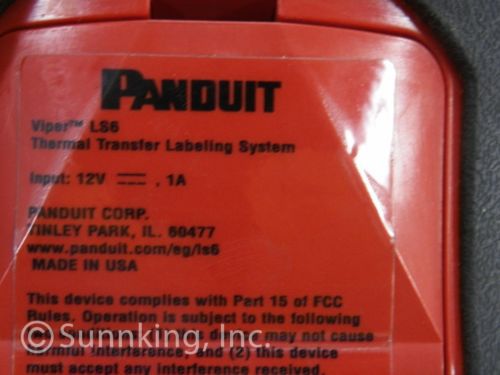 PANDUIT
Viper™ LS6
Thermal Transfer Labeling System
Input: 12V ⎓ , 1A
PANDUIT CORP.
TINLEY PARK, IL. 60477
www.panduit.com/eg/ls6
MADE IN USA
This device complies with Part 15 of FCC
Rules. Operation is subject to the following
device may not cause
harmful interference, and (2) this device
must accept any interference received,
© Sunnking, Inc.